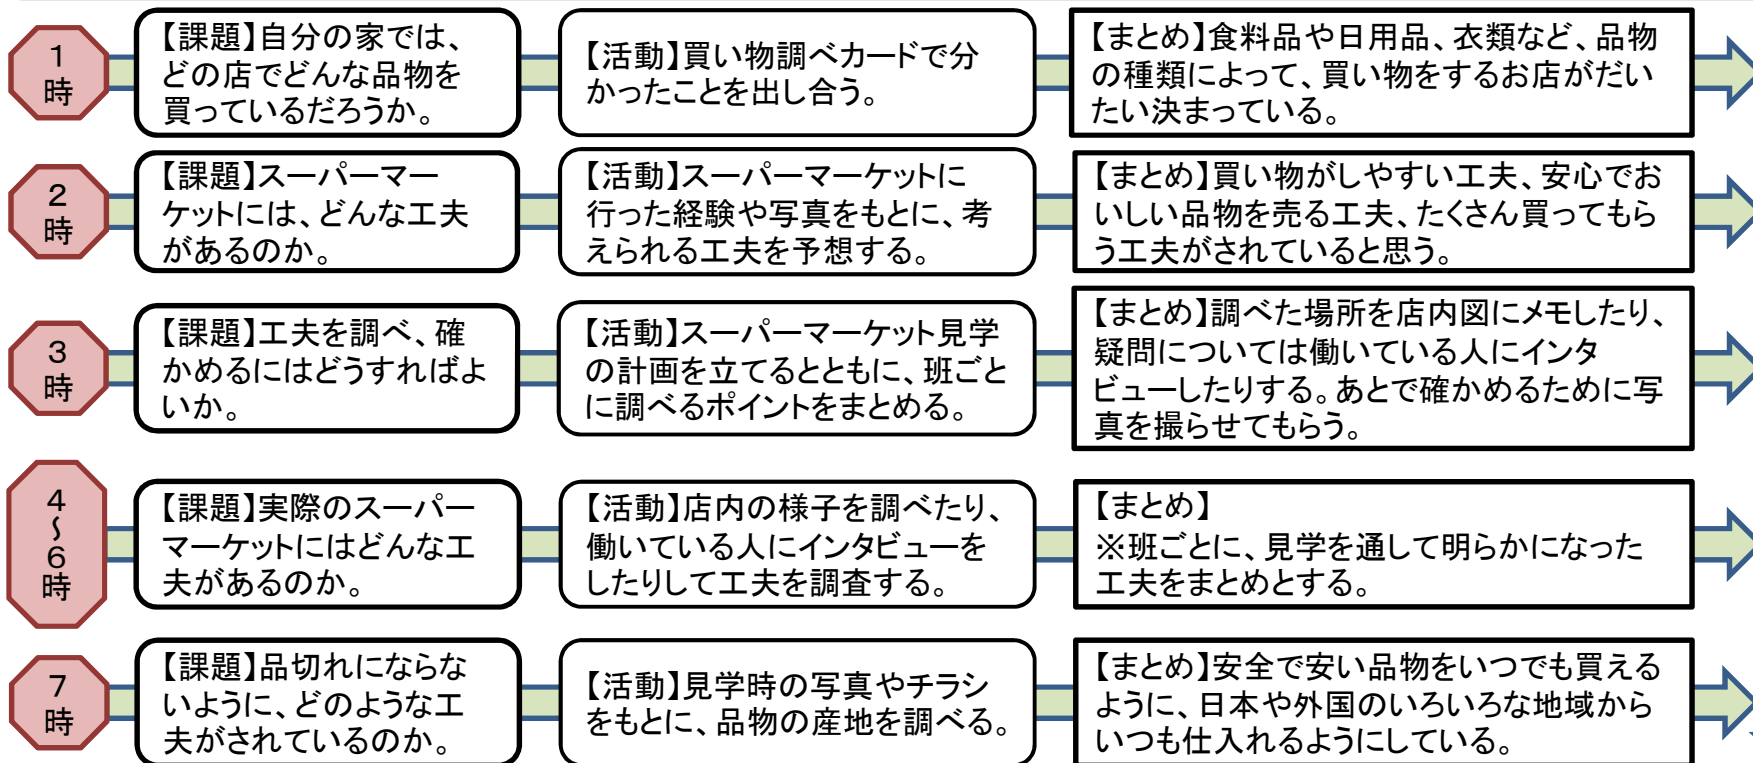 1
時
【課題】自分の家では、
どの店でどんな品物を
買っているだろうか。
【活動】買い物調べカードで分
かったことを出し合う。
【まとめ】食料品や日用品、衣類など、品物
の種類によって、買い物をするお店がだい
たい決まっている。
2
時
【課題】スーパーマー
ケットには、どんな工夫
があるのか。
【活動】スーパーマーケットに
行った経験や写真をもとに、考
えられる工夫を予想する。
【まとめ】買い物がしやすい工夫、安心でお
いしい品物を売る工夫、たくさん買ってもら
う工夫がされていると思う。
3
時
【課題】工夫を調べ、確
かめるにはどうすればよ
いか。
【活動】スーパーマーケット見学
の計画を立てるとともに、班ごと
に調べるポイントをまとめる。
【まとめ】調べた場所を店内図にメモしたり、
疑問については働いている人にインタ
ビューしたりする。あとで確かめるために写
真を撮らせてもらう。
4
~
6
時
【課題】実際のスーパー
マーケットにはどんな工
夫があるのか。
【活動】店内の様子を調べたり、
働いている人にインタビューを
したりして工夫を調査する。
【まとめ】
※班ごとに、見学を通して明らかになった
工夫をまとめとする。
7
時
【課題】品切れにならな
いように、どのような工
夫がされているのか。
【活動】見学時の写真やチラシ
をもとに、品物の産地を調べる。
【まとめ】安全で安い品物をいつでも買える
ように、日本や外国のいろいろな地域から
いつも仕入れるようにしている。